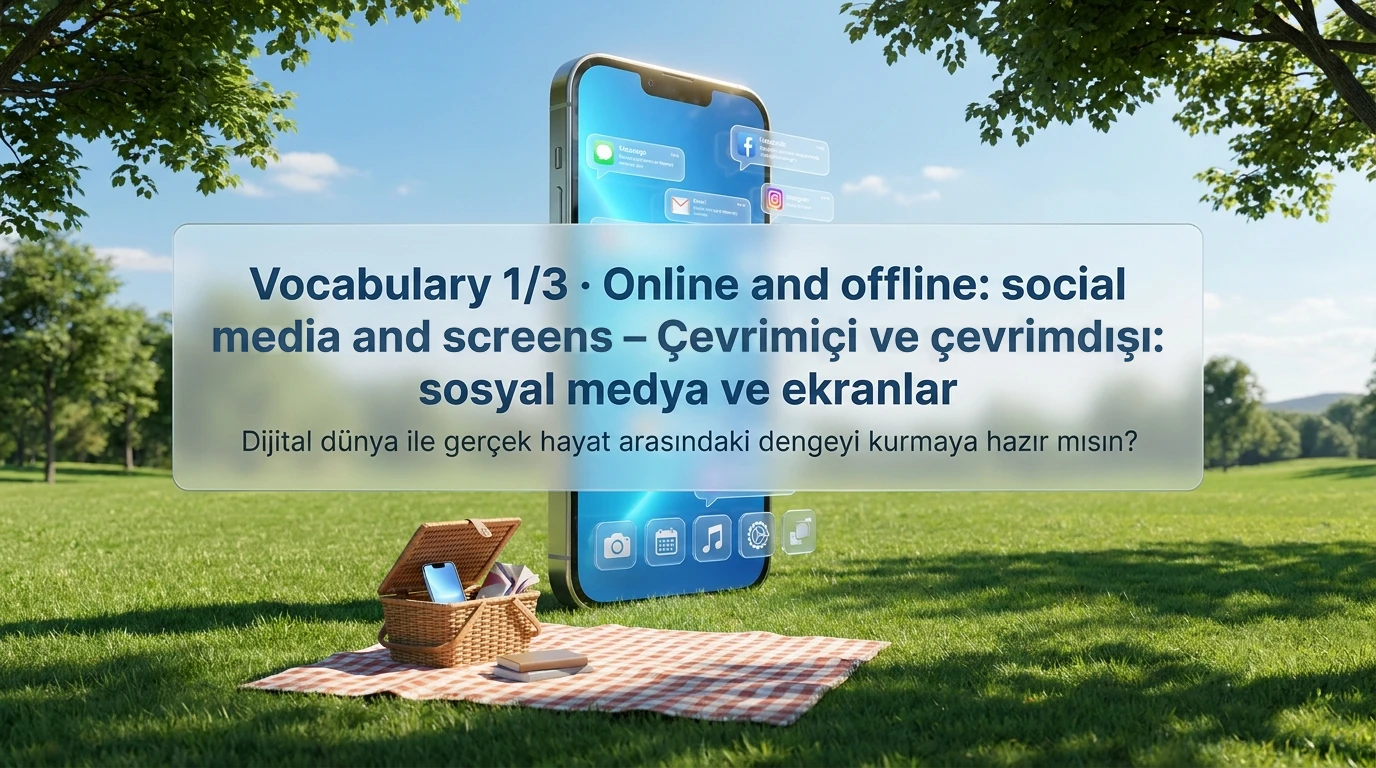 Vocabulary 1/3 · Online and offline: social
media and screens – Çevrimiçi ve çevrimdışı:
sosyal medya ve ekranlar
Dijital dünya ile gerçek hayat arasındaki dengeyi kurmaya hazır mısın?